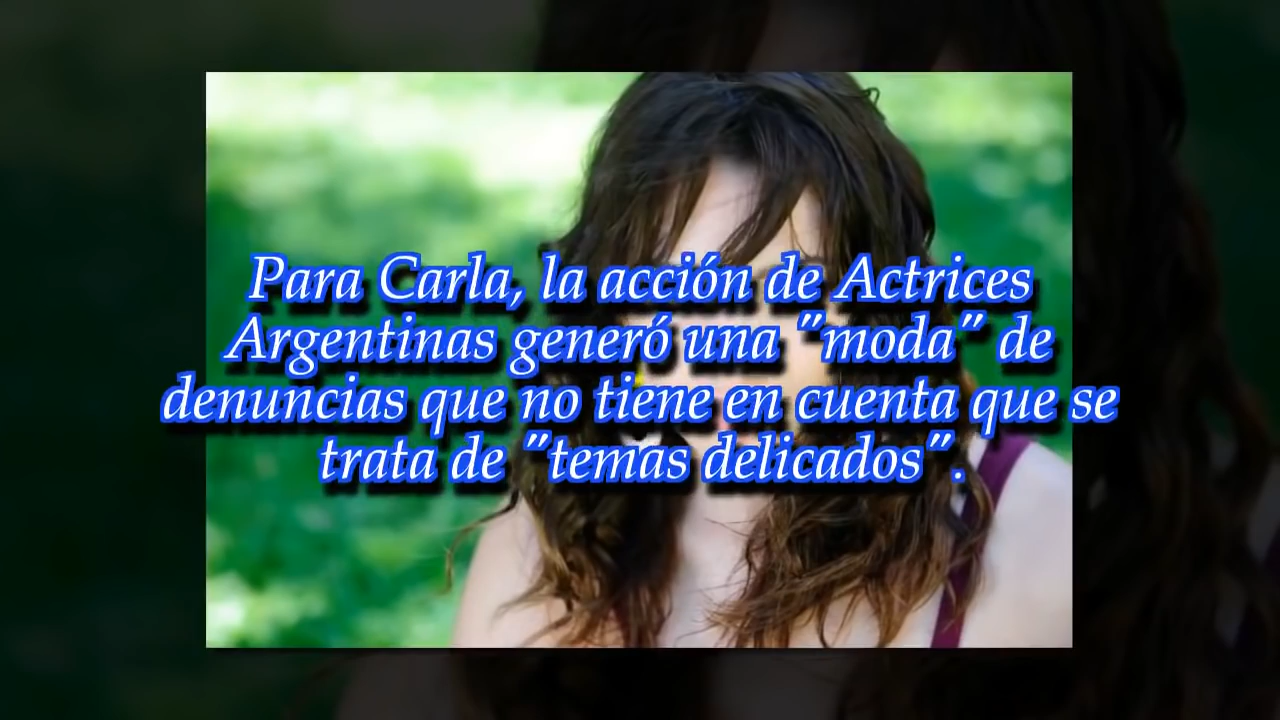 Para Carla, la acción de Actrices
Argentinas generó una "moda" de
denuncias que no tiene en cuenta que se
trata de "temas delicados".